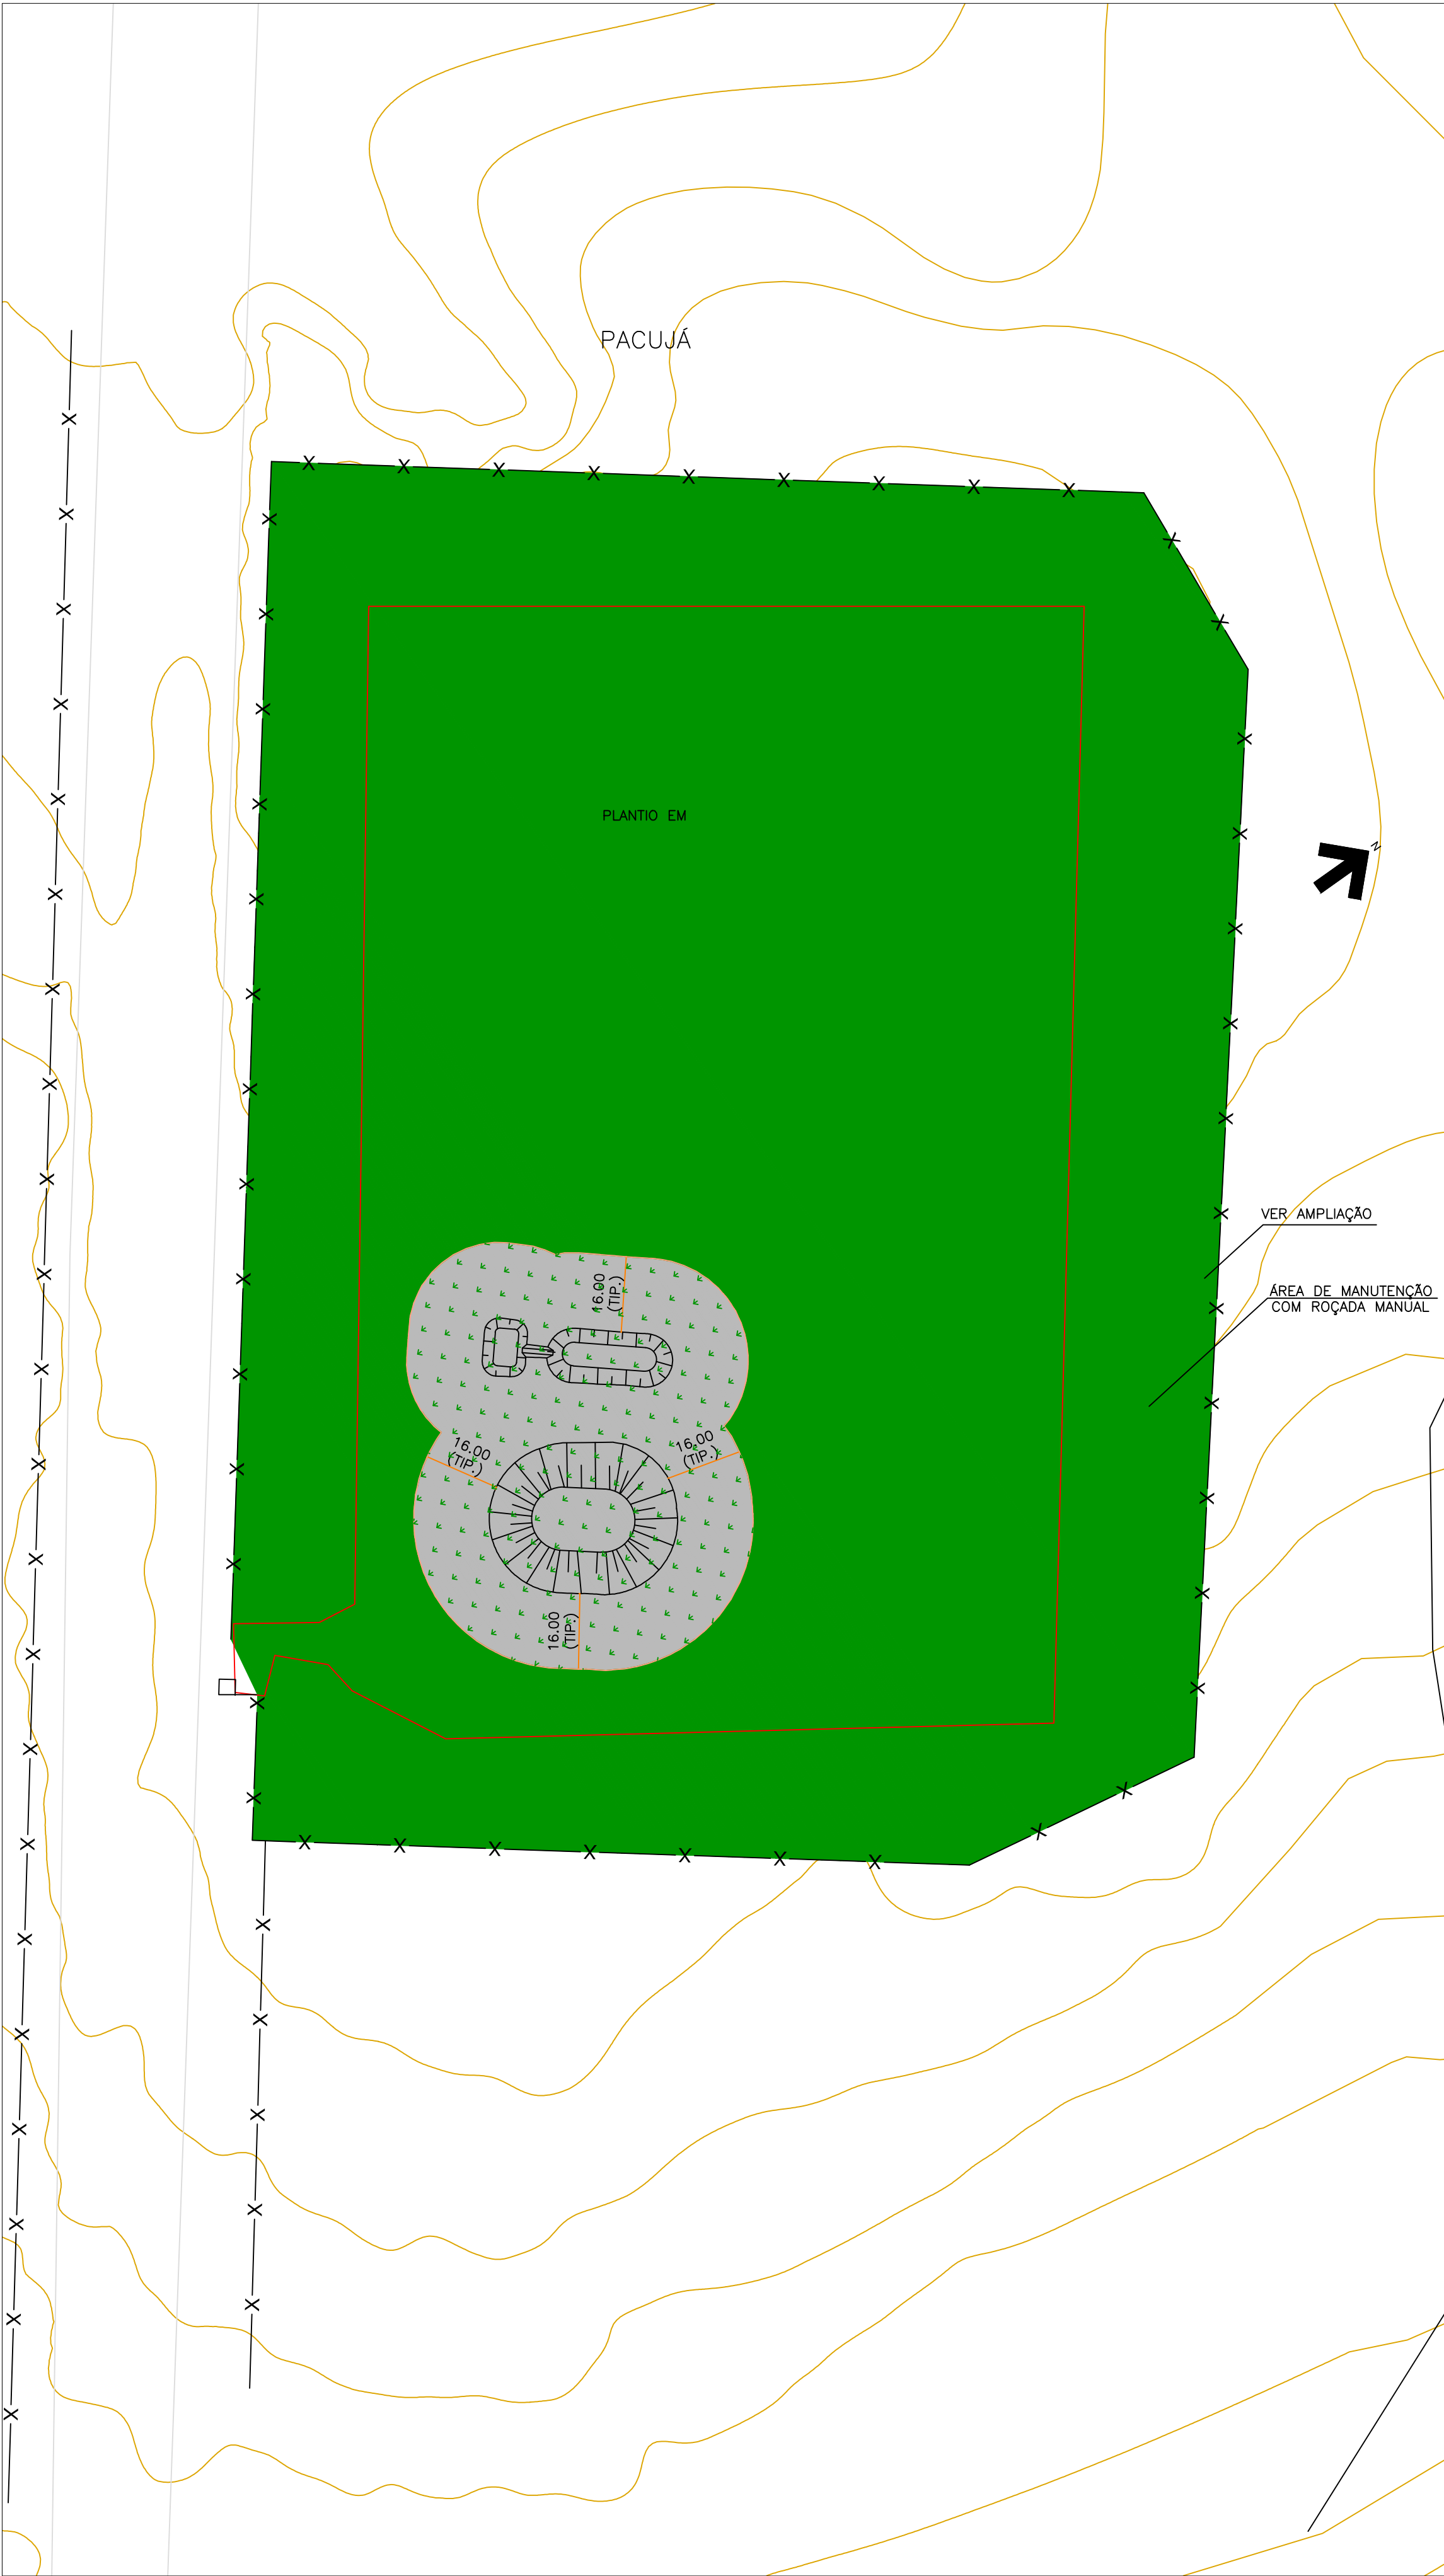 PACUJÁ
PLANTIO EM
N
VER AMPLIAÇÃO
ÁREA DE MANUTENÇÃO
COM ROÇADA MANUAL
16.00
(TIP.)
16.00
(TIP.)
16.00
(TIP.)
16.00
(TIP.)